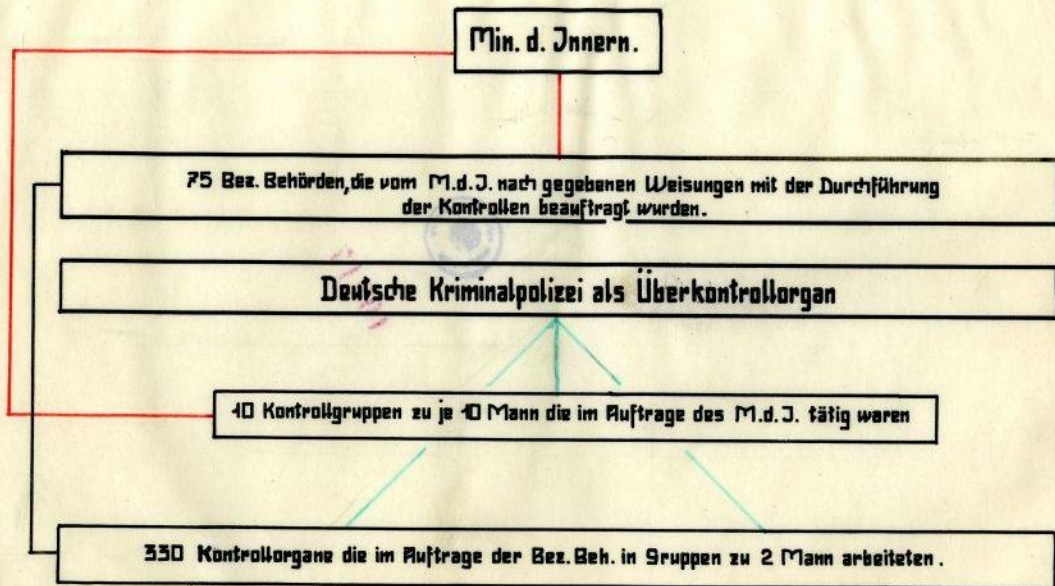 Min. d. Innern.
75 Bez. Behörden, die vom M.d.J. nach gegebenen Weisungen mit der Durchführung
der Kontrollen beauftragt wurden.
Deutsche Kriminalpolizei als Überkontrollorgan
10 Kontrollgruppen zu je 10 Mann die im Auftrage des M.d.J. tätig waren
330 Kontrollorgane die im Auftrage der Bez. Beh. in Gruppen zu 2 Mann arbeiteten.